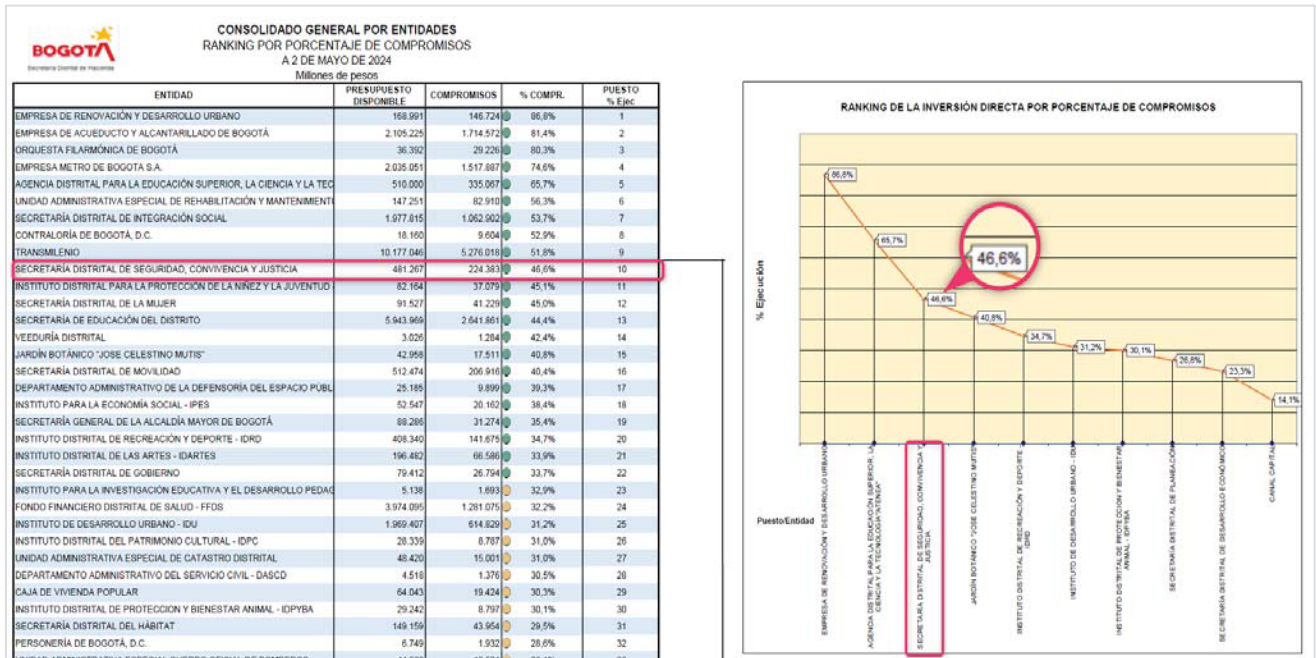 BOGOTÁ
Secretaría Distrital de Hacienda
CONSOLIDADO GENERAL POR ENTIDADES
RANKING POR PORCENTAJE DE COMPROMISOS
A 2 DE MAYO DE 2024
Millones de pesos
ENTIDAD PRESUPUESTO DISPONIBLE COMPROMISOS % COMPR. PUESTO % Ejec
EMPRESA DE RENOVACIÓN Y DESARROLLO URBANO 168.991 146.724 86,8% 1
EMPRESA DE ACUEDUCTO Y ALCANTARILLADO DE BOGOTÁ 2.105.225 1.714.572 81,4% 2
ORQUESTA FILARMÓNICA DE BOGOTÁ 36.392 29.226 80,3% 3
EMPRESA METRO DE BOGOTA S.A. 2.035.051 1.517.887 74,6% 4
AGENCIA DISTRITAL PARA LA EDUCACIÓN SUPERIOR, LA CIENCIA Y LA TEC 510.000 335.067 65,7% 5
UNIDAD ADMINISTRATIVA ESPECIAL DE REHABILITACIÓN Y MANTENIMIENT 147.251 82.910 56,3% 6
SECRETARÍA DISTRITAL DE INTEGRACIÓN SOCIAL 1.977.815 1.062.902 53,7% 7
CONTRALORÍA DE BOGOTÁ, D.C. 18.160 9.604 52,9% 8
TRANSMILENIO 10.177.046 5.276.018 51,8% 9
SECRETARÍA DISTRITAL DE SEGURIDAD, CONVIVENCIA Y JUSTICIA 481.267 224.383 46,6% 10
INSTITUTO DISTRITAL PARA LA PROTECCIÓN DE LA NIÑEZ Y LA JUVENTUD 82.164 37.079 45,1% 11
SECRETARÍA DISTRITAL DE LA MUJER 91.527 41.229 45,0% 12
SECRETARÍA DE EDUCACIÓN DEL DISTRITO 5.943.969 2.641.861 44,4% 13
VEEDURÍA DISTRITAL 3.026 1.284 42,4% 14
JARDÍN BOTÁNICO "JOSE CELESTINO MUTIS" 42.958 17.511 40,8% 15
SECRETARÍA DISTRITAL DE MOVILIDAD 512.474 206.916 40,4% 16
DEPARTAMENTO ADMINISTRATIVO DE LA DEFENSORÍA DEL ESPACIO PÚBL 25.185 9.899 39,3% 17
INSTITUTO PARA LA ECONOMÍA SOCIAL - IPES 52.547 20.162 38,4% 18
SECRETARÍA GENERAL DE LA ALCALDÍA MAYOR DE BOGOTÁ 88.286 31.274 35,4% 19
INSTITUTO DISTRITAL DE RECREACIÓN Y DEPORTE - IDRD 408.340 141.675 34,7% 20
INSTITUTO DISTRITAL DE LAS ARTES - IDARTES 196.482 66.586 33,9% 21
SECRETARÍA DISTRITAL DE GOBIERNO 79.412 26.794 33,7% 22
INSTITUTO PARA LA INVESTIGACIÓN EDUCATIVA Y EL DESARROLLO PEDAG 5.138 1.693 32,9% 23
FONDO FINANCIERO DISTRITAL DE SALUD - FFDS 3.974.095 1.281.075 32,2% 24
INSTITUTO DE DESARROLLO URBANO - IDU 1.969.407 614.829 31,2% 25
INSTITUTO DISTRITAL DEL PATRIMONIO CULTURAL - IDPC 28.339 8.787 31,0% 26
UNIDAD ADMINISTRATIVA ESPECIAL DE CATASTRO DISTRITAL 48.420 15.001 31,0% 27
DEPARTAMENTO ADMINISTRATIVO DEL SERVICIO CIVIL - DASCD 4.518 1.376 30,5% 28
CAJA DE VIVIENDA POPULAR 64.043 19.424 30,3% 29
INSTITUTO DISTRITAL DE PROTECCION Y BIENESTAR ANIMAL - IDPYBA 29.242 8.797 30,1% 30
SECRETARÍA DISTRITAL DEL HÁBITAT 149.159 43.954 29,5% 31
PERSONERÍA DE BOGOTÁ, D.C. 6.749 1.932 28,6% 32
RANKING DE LA INVERSIÓN DIRECTA POR PORCENTAJE DE COMPROMISOS
86,8%
65,7%
46,6%
46,6%
40,8%
34,7%
31,2%
30,1%
26,8%
23,3%
14,1%
% Ejecución
Puesto/Entidad
EMPRESA DE RENOVACIÓN Y DESARROLLO URBANO
AGENCIA DISTRITAL PARA LA EDUCACIÓN SUPERIOR, LA
CIENCIA Y LA TECNOLOGÍA "ATENEA"
SECRETARÍA DISTRITAL DE SEGURIDAD, CONVIVENCIA Y
JUSTICIA
JARDÍN BOTÁNICO "JOSE CELESTINO MUTIS"
INSTITUTO DISTRITAL DE RECREACIÓN Y DEPORTE -
IDRD
INSTITUTO DE DESARROLLO URBANO - IDU
INSTITUTO DISTRITAL DE PROTECCION Y BIENESTAR
ANIMAL - IDPYBA
SECRETARÍA DISTRITAL DE PLANEACIÓN
SECRETARÍA DISTRITAL DE DESARROLLO ECONÓMICO
CANAL CAPITAL